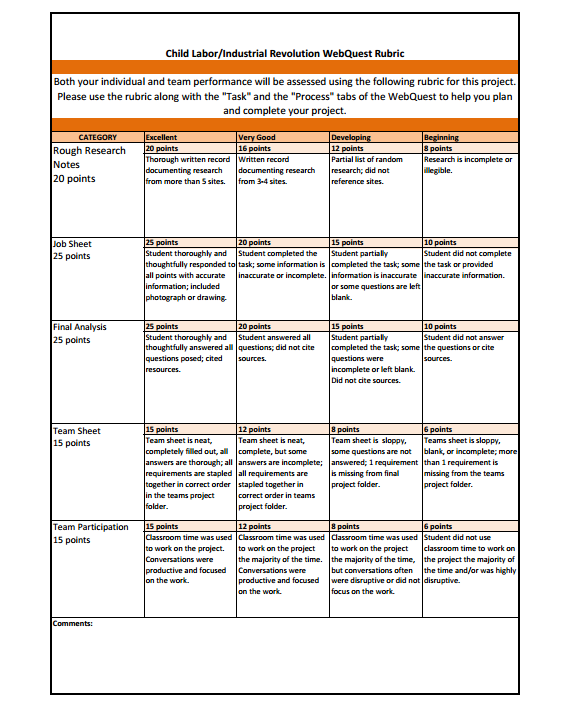 Child Labor/Industrial Revolution WebQuest Rubric
Both your individual and team performance will be assessed using the following rubric for this project.
Please use the rubric along with the "Task" and the "Process" tabs of the WebQuest to help you plan
and complete your project.
CATEGORY Excellent Very Good Developing Beginning
Rough Research
Notes
20 points
20 points
Thorough written record
documenting research
from more than 5 sites.
16 points
Written record
documenting research
from 3-4 sites.
12 points
Partial list of random
research; did not
reference sites.
8 points
Research is incomplete or
illegible.
Job Sheet
25 points
25 points
Student thoroughly and
thoughtfully responded to
all points with accurate
information; included
photograph or drawing.
20 points
Student completed the
task; some information is
inaccurate or incomplete.
15 points
Student partially
completed the task; some
information is inaccurate
or some questions are left
blank.
10 points
Student did not complete
the task or provided
inaccurate information.
Final Analysis
25 points
25 points
Student thoroughly and
thoughtfully answered all
questions posed; cited
resources.
20 points
Student answered all
questions; did not cite
sources.
15 points
Student partially
completed the task; some
questions were
incomplete or left blank.
Did not cite sources.
10 points
Student did not answer
the questions or cite
sources.
Team Sheet
15 points
15 points
Team sheet is neat,
completely filled out, all
answers are thorough; all
requirements are stapled
together in correct order
in the teams project
folder.
12 points
Team sheet is neat,
complete, but some
answers are incomplete;
all requirements are
stapled together in
correct order in teams
project folder.
8 points
Team sheet is sloppy,
some questions are not
answered; 1 requirement
is missing from final
project folder.
6 points
Teams sheet is sloppy,
blank, or incomplete; more
than 1 requirement is
missing from the teams
project folder.
Team Participation
15 points
15 points
Classroom time was used
to work on the project.
Conversations were
productive and focused
on the work.
12 points
Classroom time was used
to work on the project
the majority of the time.
Conversations were
productive and focused
on the work.
8 points
Classroom time was used
to work on the project
the majority of the time,
but conversations often
were disruptive or did not
focus on the work.
6 points
Student did not use
classroom time to work on
the project the majority of
the time and/or was highly
disruptive.
Comments: